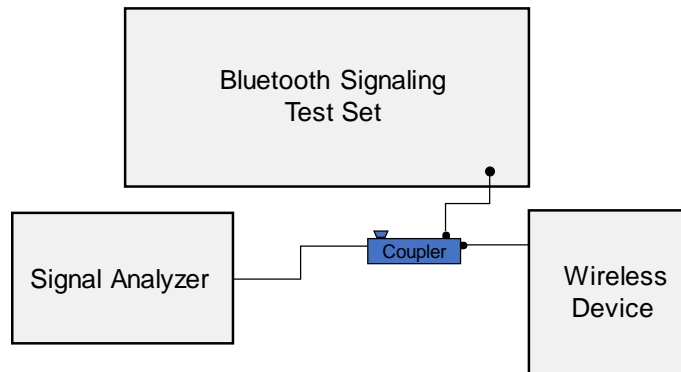 Bluetooth Signaling
Test Set
Signal Analyzer
Coupler
Wireless
Device